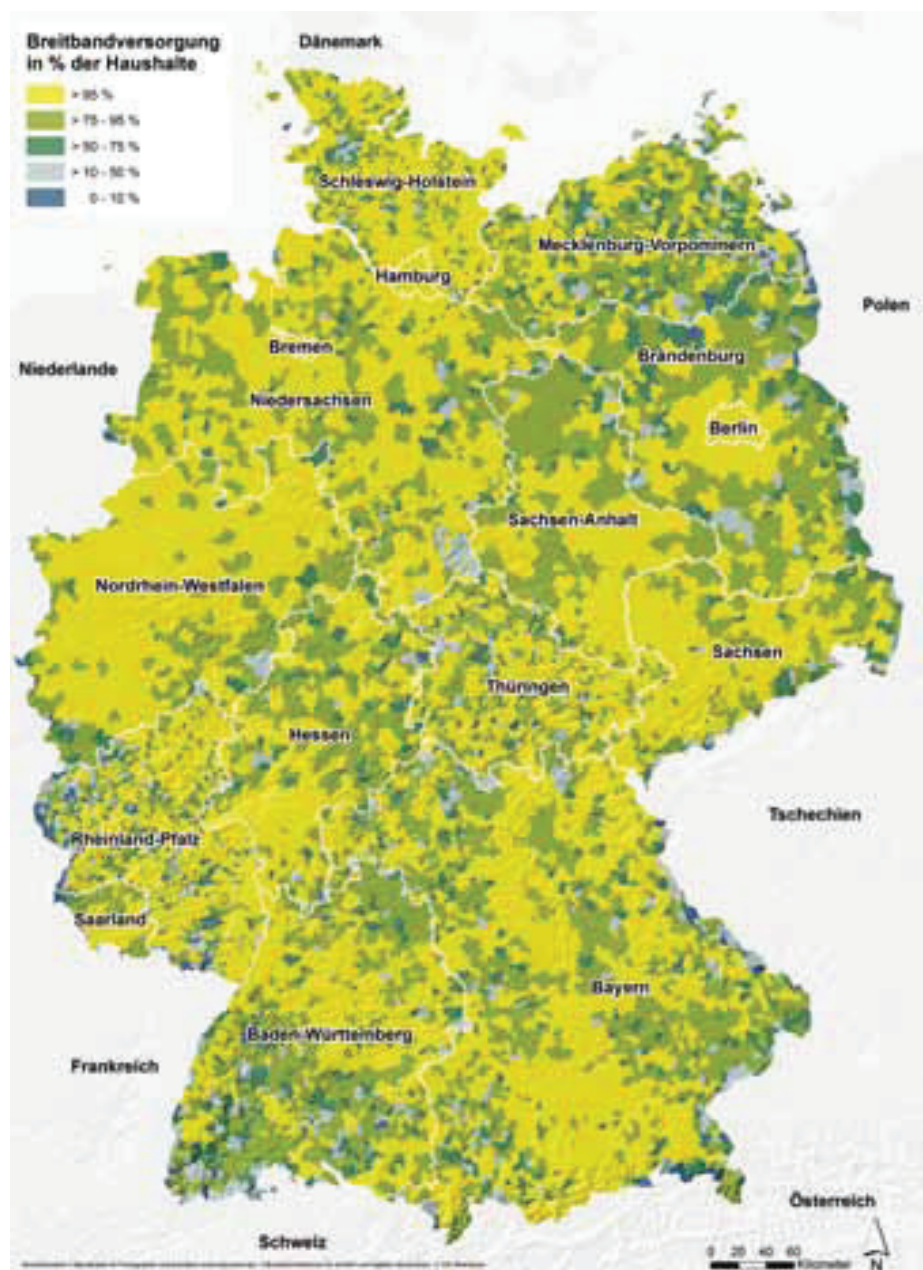 Breitbandversorgung
in % der Haushalte
> 95 %
> 75 - 95 %
> 50 - 75 %
> 10 - 50 %
0 - 10 %
Dänemark
Schleswig-Holstein
Mecklenburg-Vorpommern
Hamburg
Polen
Bremen
Brandenburg
Niederlande
Niedersachsen
Berlin
Sachsen-Anhalt
Nordrhein-Westfalen
Sachsen
Thüringen
Hessen
Tschechien
Rheinland-Pfalz
Saarland
Bayern
Baden-Württemberg
Frankreich
Österreich
Schweiz
0 20 40 60
Kilometer
N